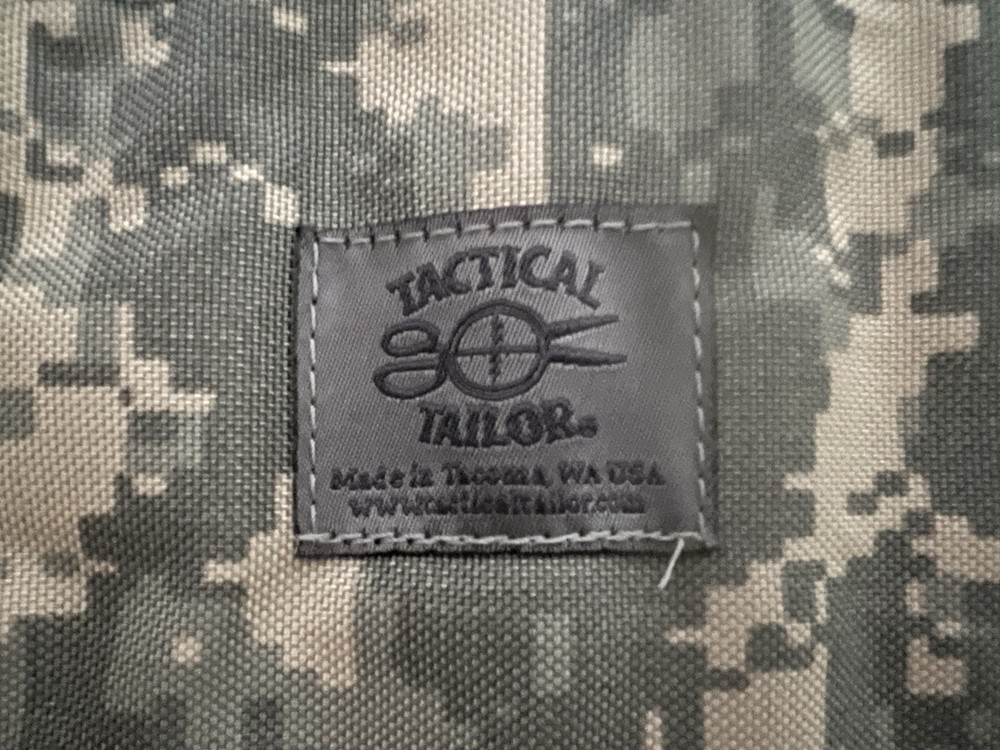 TACTICAL
TAILOR®
Made in Tacoma, WA USA
www.tacticaltailor.com